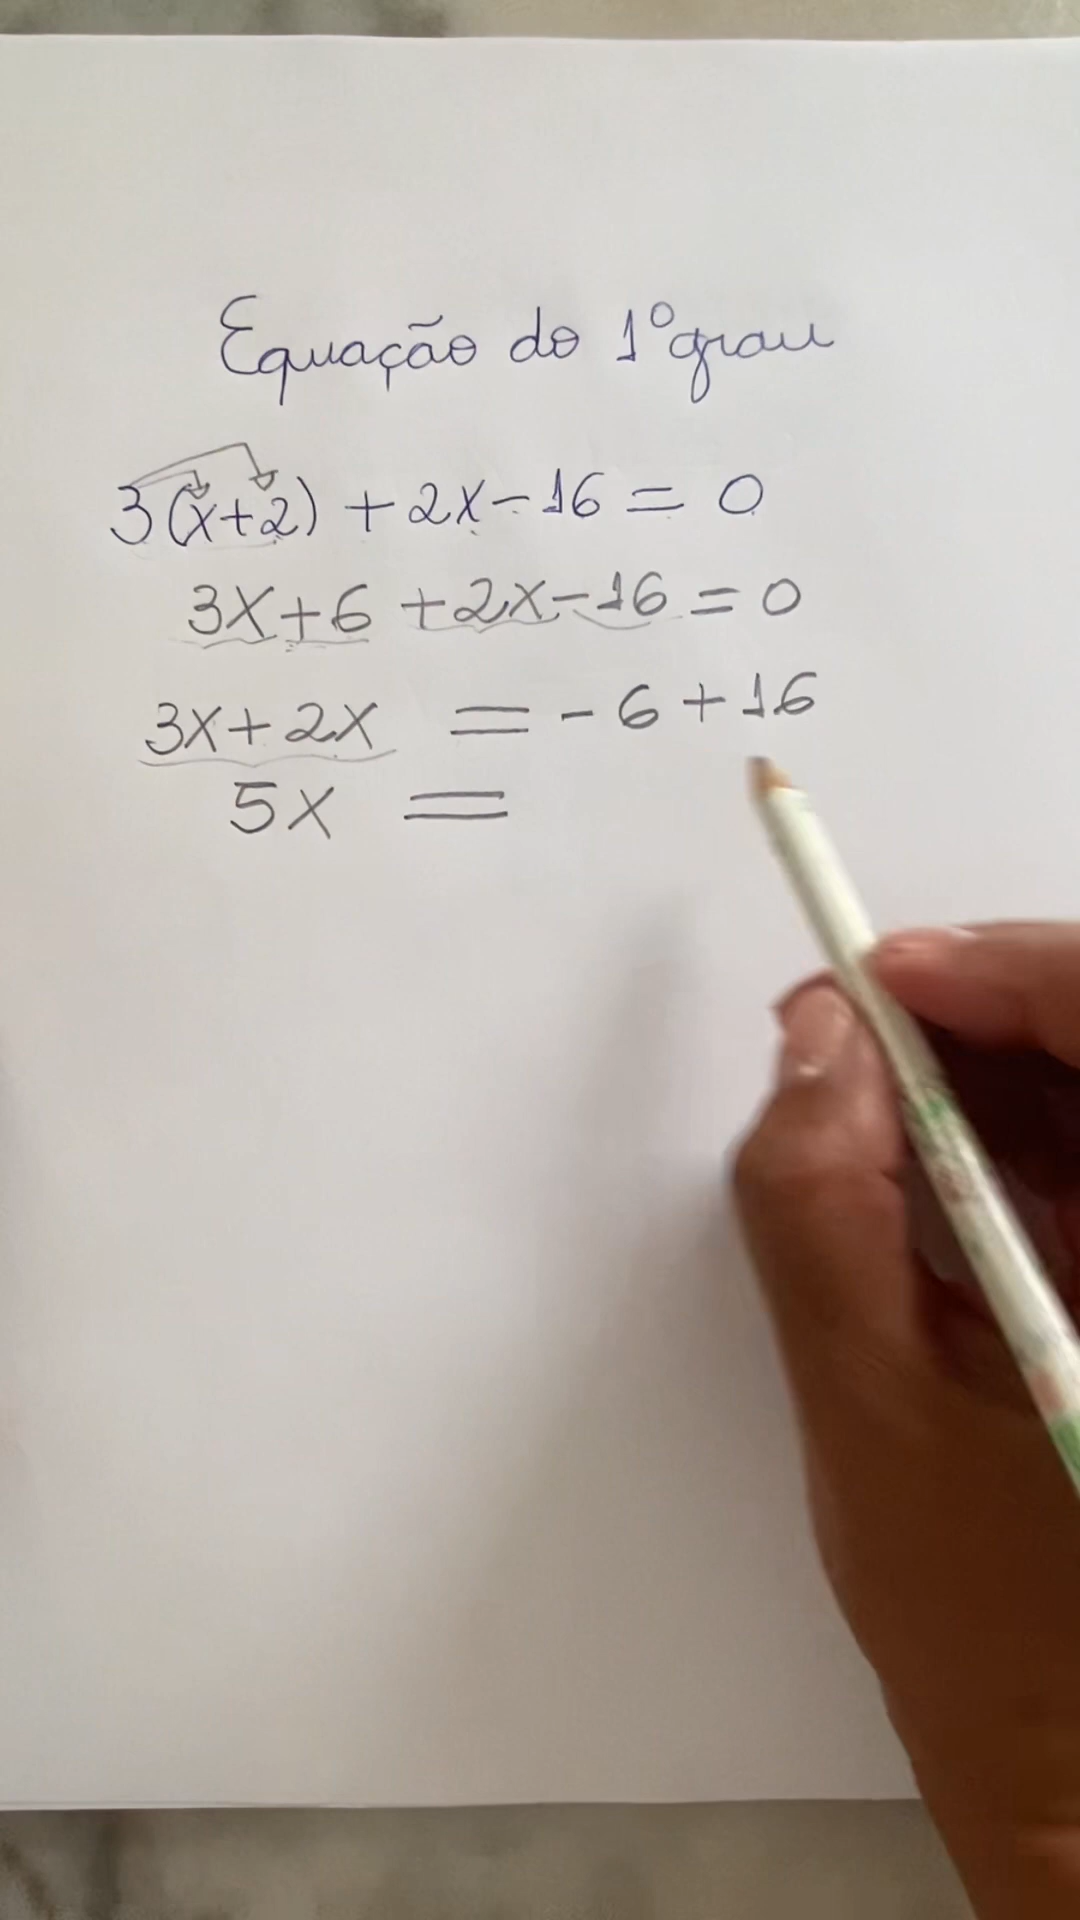 Equação do 1º grau
3(x+2) + 2x - 16 = 0
3x + 6 + 2x - 16 = 0
3x + 2x = - 6 + 16
5x =